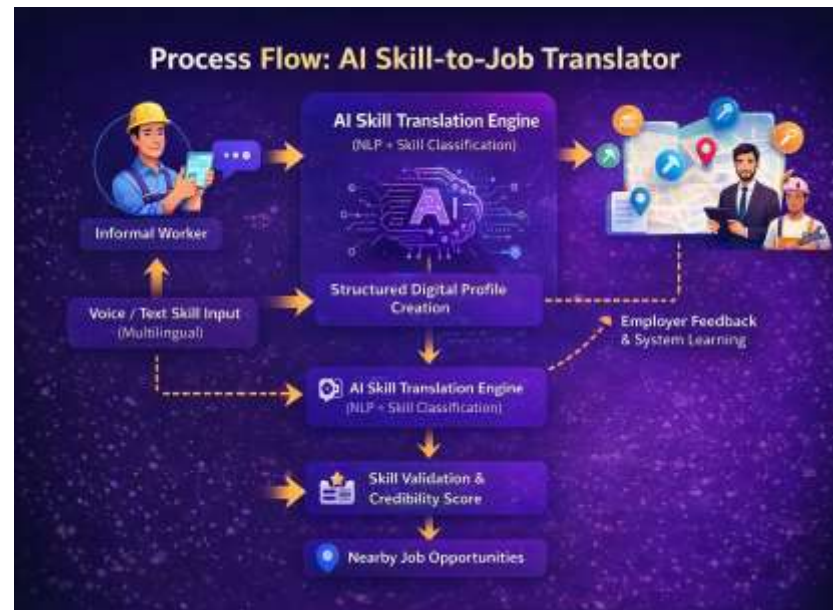 Process Flow: AI Skill-to-Job Translator
AI Skill Translation Engine
(NLP + Skill Classification)
AI
Informal Worker
Structured Digital Profile
Creation
Voice / Text Skill Input
(Multilingual)
Employer Feedback
& System Learning
AI Skill Translation Engine
(NLP + Skill Classification)
Skill Validation &
Credibility Score
Nearby Job Opportunities